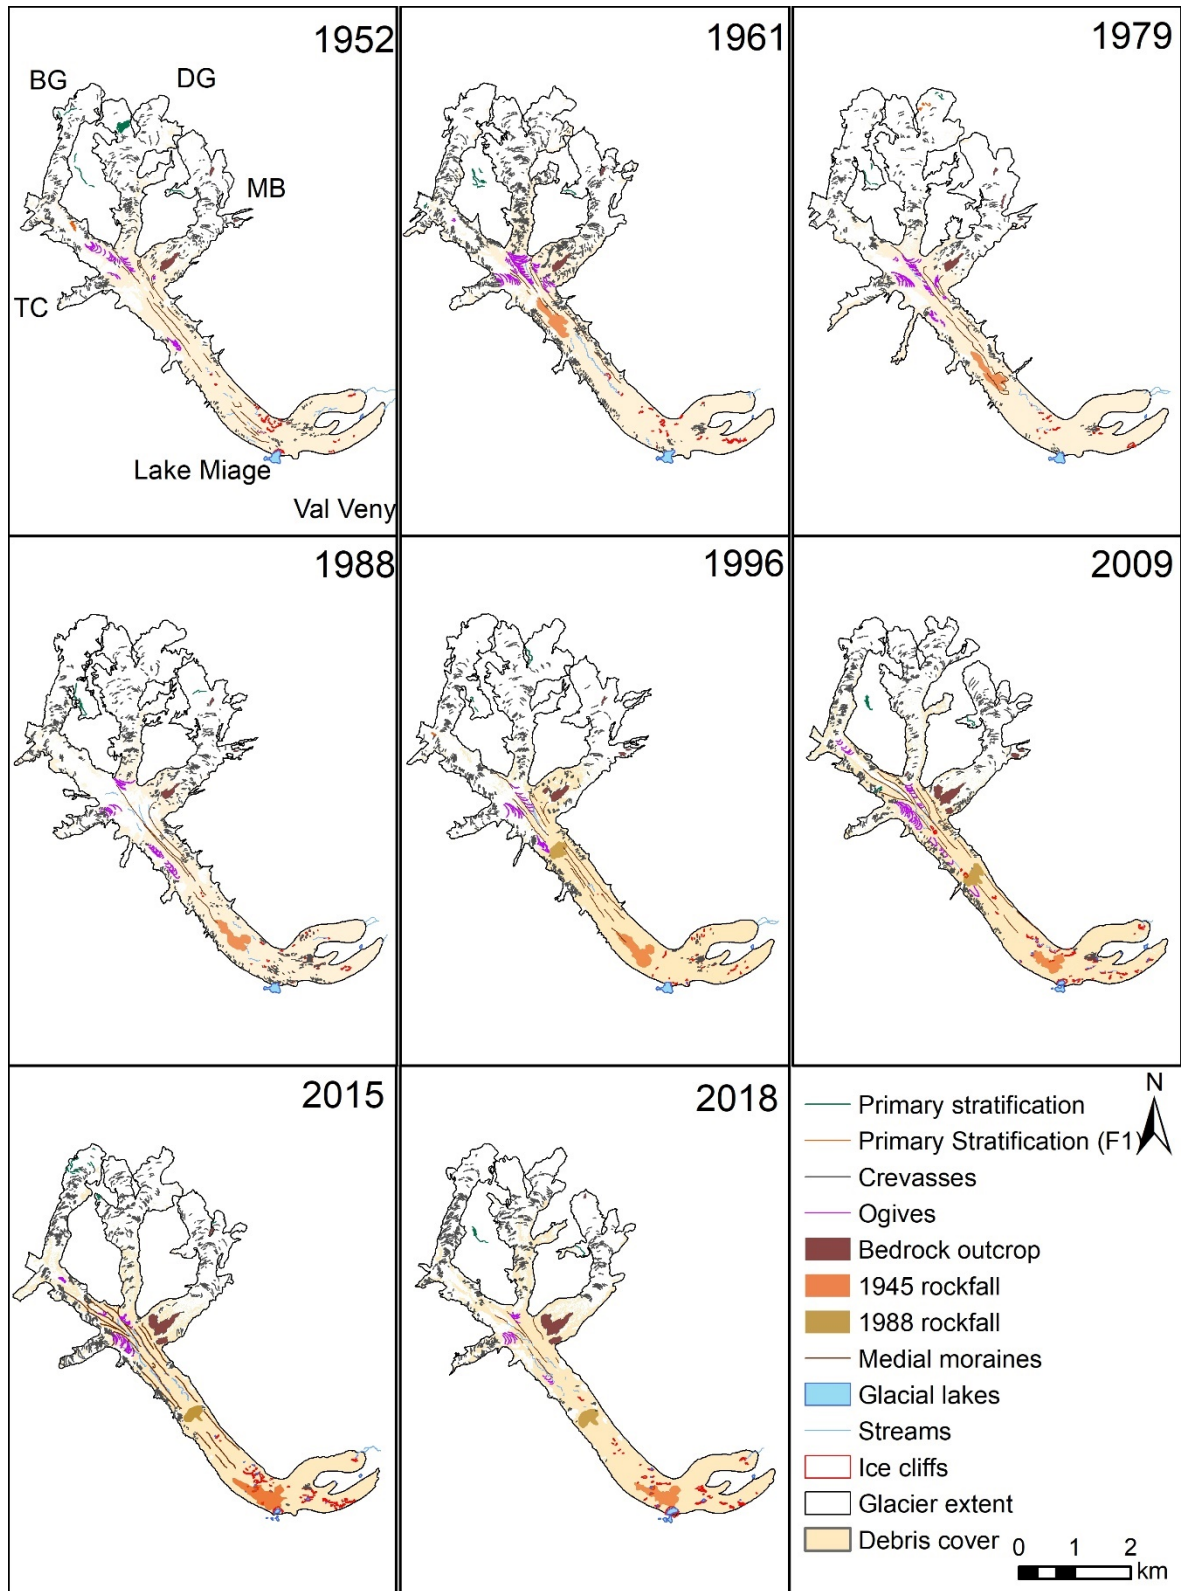 1952
BG
DG
MB
TC
Lake Miage
Val Veny
1961
1979
1988
1996
2009
2015
2018
N
Primary stratification
Primary Stratification (F1)
Crevasses
Ogives
Bedrock outcrop
1945 rockfall
1988 rockfall
Medial moraines
Glacial lakes
Streams
Ice cliffs
Glacier extent
Debris cover
0 1 2
km